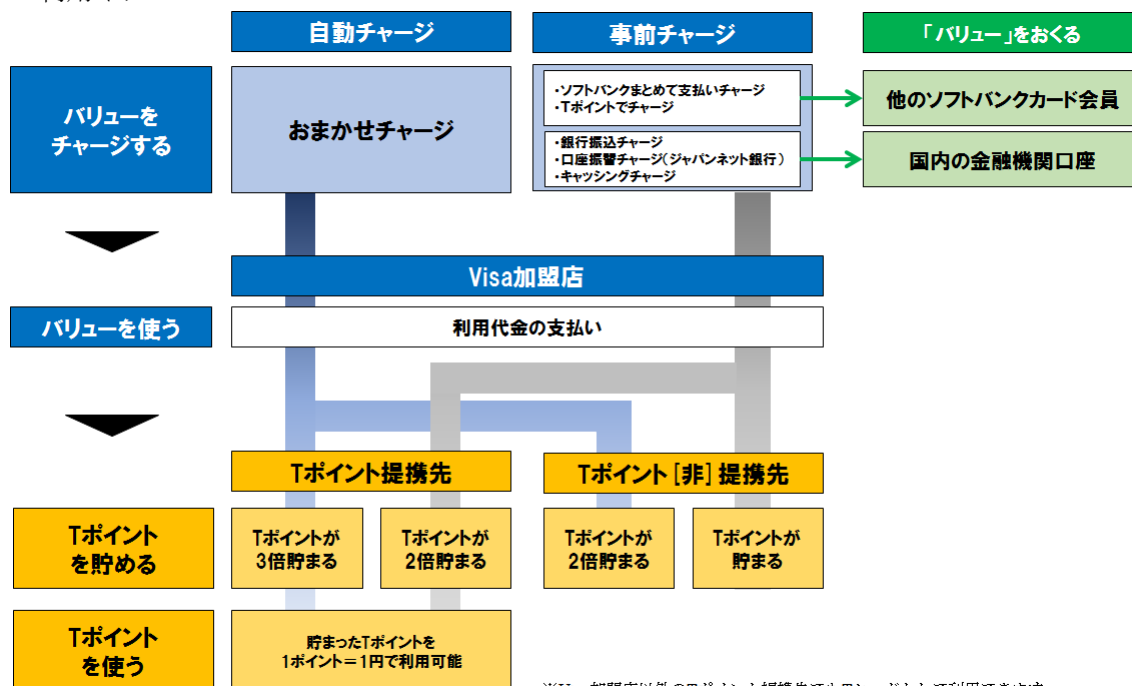 自動チャージ
事前チャージ
「バリュー」をおくる
バリューを
チャージする
おまかせチャージ
・ソフトバンクまとめて支払いチャージ
・Tポイントでチャージ
・銀行振込チャージ
・口座振替チャージ(ジャパンネット銀行)
・キャッシングチャージ
他のソフトバンクカード会員
国内の金融機関口座
Visa加盟店
バリューを使う
利用代金の支払い
Tポイント提携先
Tポイント[非]提携先
Tポイント
を貯める
Tポイントが
3倍貯まる
Tポイントが
2倍貯まる
Tポイントが
2倍貯まる
Tポイントが
貯まる
Tポイント
を使う
貯まったTポイントを
1ポイント=1円で利用可能